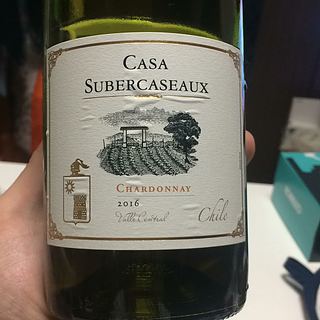 CASA
SUBERCASEAUX
CHARDONNAY
2016
Valle Central
Chile